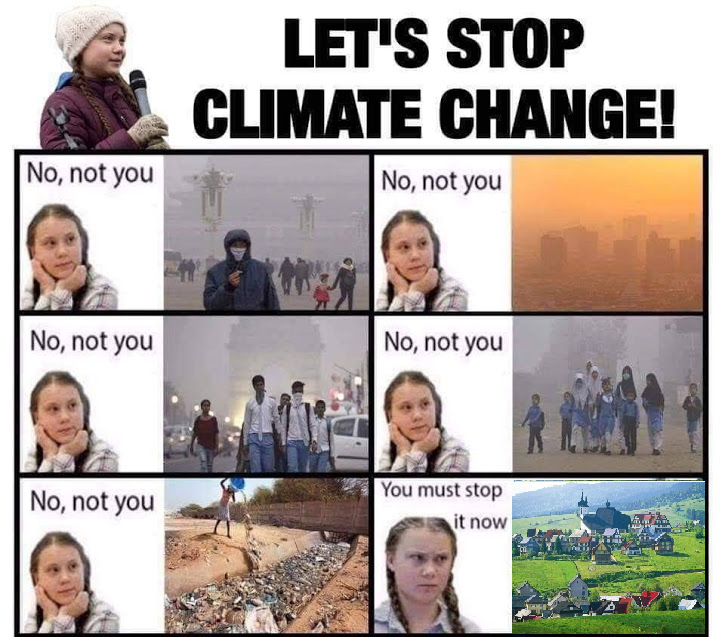 LET'S STOP
CLIMATE CHANGE!
No, not you
No, not you
No, not you
No, not you
No, not you
You must stop
it now